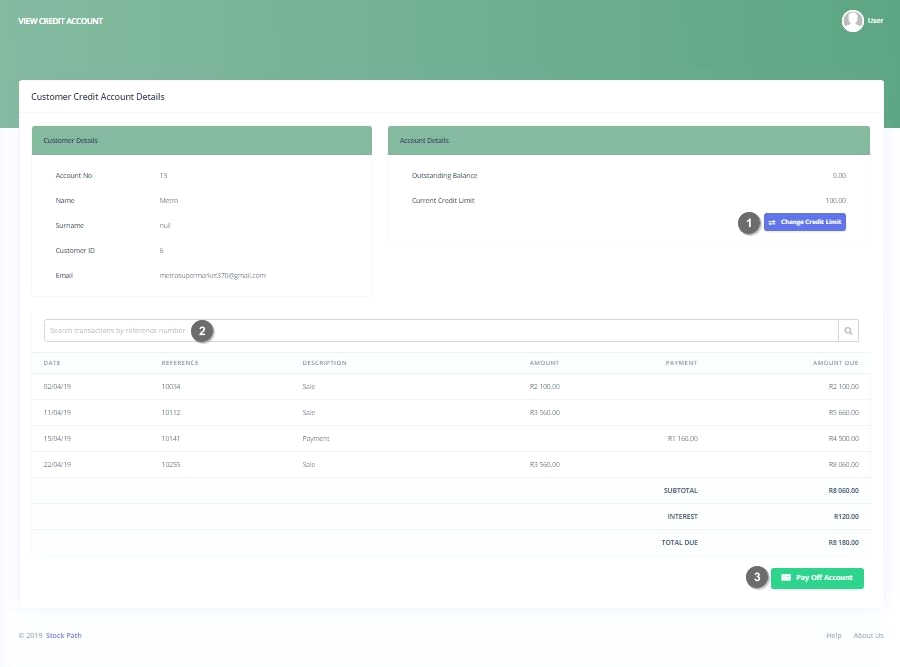 VIEW CREDIT ACCOUNT
User
Customer Credit Account Details
Customer Details
Account No 13
Name Metro
Surname null
Customer ID 6
Email metrosupermarket370@gmail.com
Account Details
Outstanding Balance 0.00
Current Credit Limit 100.00
1 Change Credit Limit
Search transactions by reference number 2
DATE REFERENCE DESCRIPTION AMOUNT PAYMENT AMOUNT DUE
02/04/19 10034 Sale R2 100.00 R2 100.00
11/04/19 10112 Sale R3 560.00 R5 660.00
15/04/19 10141 Payment R1 160.00 R4 500.00
22/04/19 10255 Sale R3 560.00 R8 060.00
SUBTOTAL R8 060.00
INTEREST R120.00
TOTAL DUE R8 180.00
3 Pay Off Account
© 2019 Stock Path
Help About Us